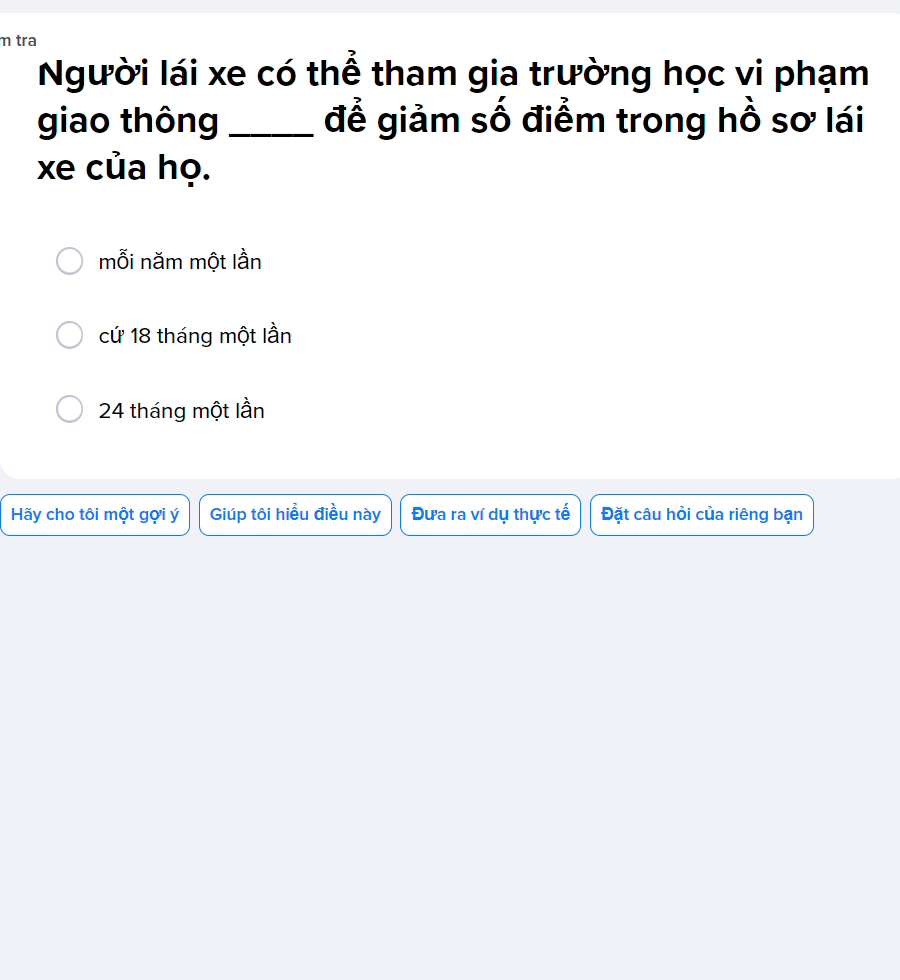 m tra
Người lái xe có thể tham gia trường học vi phạm
giao thông ____ để giảm số điểm trong hồ sơ lái
xe của họ.
mỗi năm một lần
cứ 18 tháng một lần
24 tháng một lần
Hãy cho tôi một gợi ý
Giúp tôi hiểu điều này
Đưa ra ví dụ thực tế
Đặt câu hỏi của riêng bạn